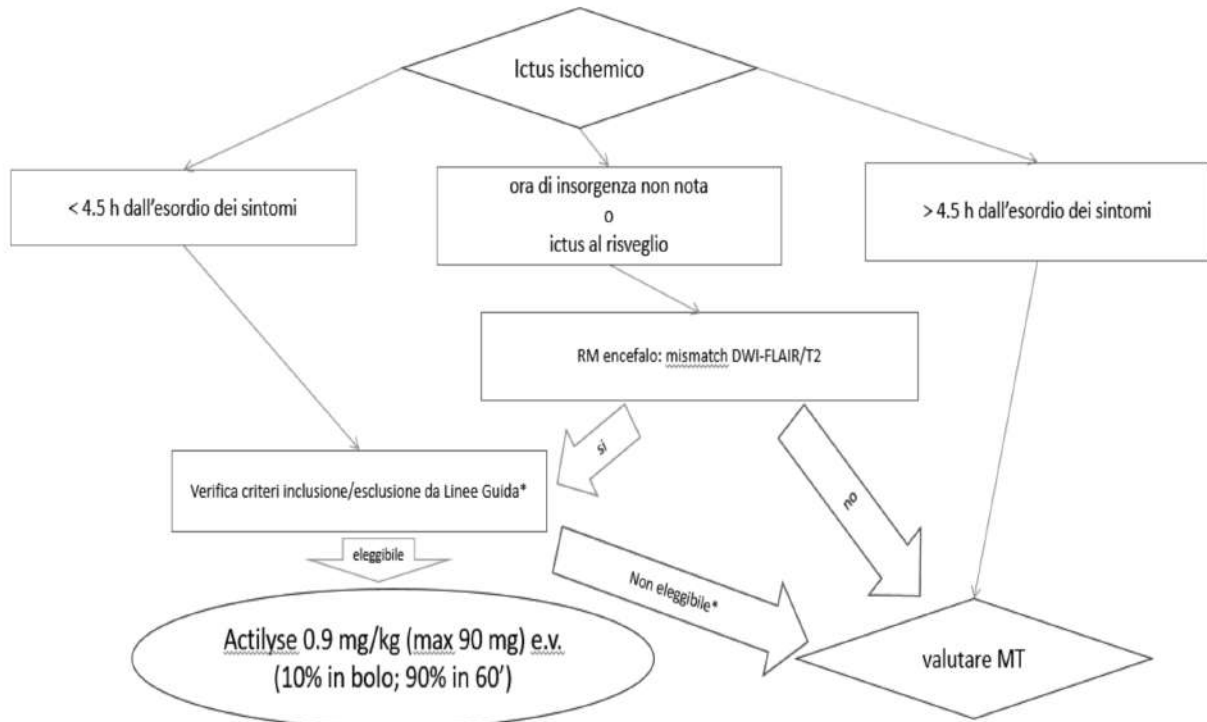 Ictus ischemico
< 4.5 h dall'esordio dei sintomi
ora di insorgenza non nota
o
ictus al risveglio
> 4.5 h dall'esordio dei sintomi
RM encefalo: mismatch DWI-FLAIR/T2
si
no
Verifica criteri inclusione/esclusione da Linee Guida*
eleggibile
Non eleggibile*
Actilyse 0.9 mg/kg (max 90 mg) e.v.
(10% in bolo; 90% in 60')
valutare MT